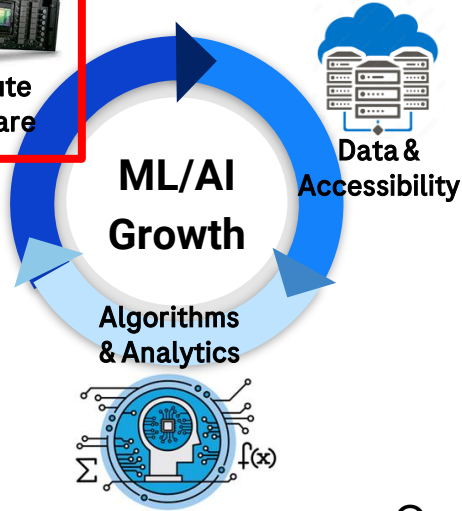 ute
are
Data &
Accessibility
ML/AI
Growth
Algorithms
& Analytics
Σ
f(x)